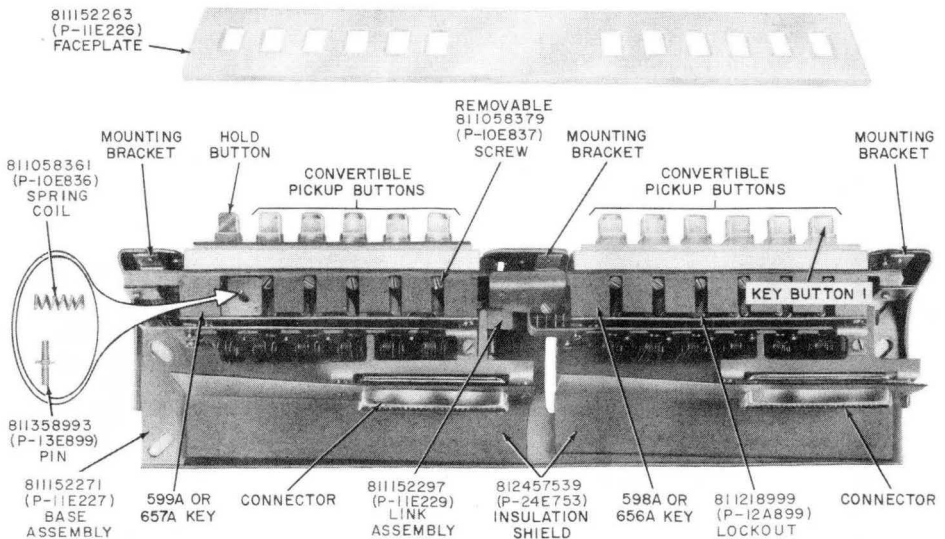 811152263
(P-11E226)
FACEPLATE
REMOVABLE
811058379
(P-10E837)
SCREW
MOUNTING
BRACKET
HOLD
BUTTON
MOUNTING
BRACKET
MOUNTING
BRACKET
811058361
(P-10E836)
SPRING
COIL
CONVERTIBLE
PICKUP BUTTONS
CONVERTIBLE
PICKUP BUTTONS
KEY BUTTON 1
811358993
(P-13E899)
PIN
811152271
(P-11E227)
BASE
ASSEMBLY
599A OR
657A KEY
CONNECTOR
811152297
(P-11E229)
LINK
ASSEMBLY
812457539
(P-24E753)
INSULATION
SHIELD
598A OR
656A KEY
811218999
(P-12A899)
LOCKOUT
CONNECTOR